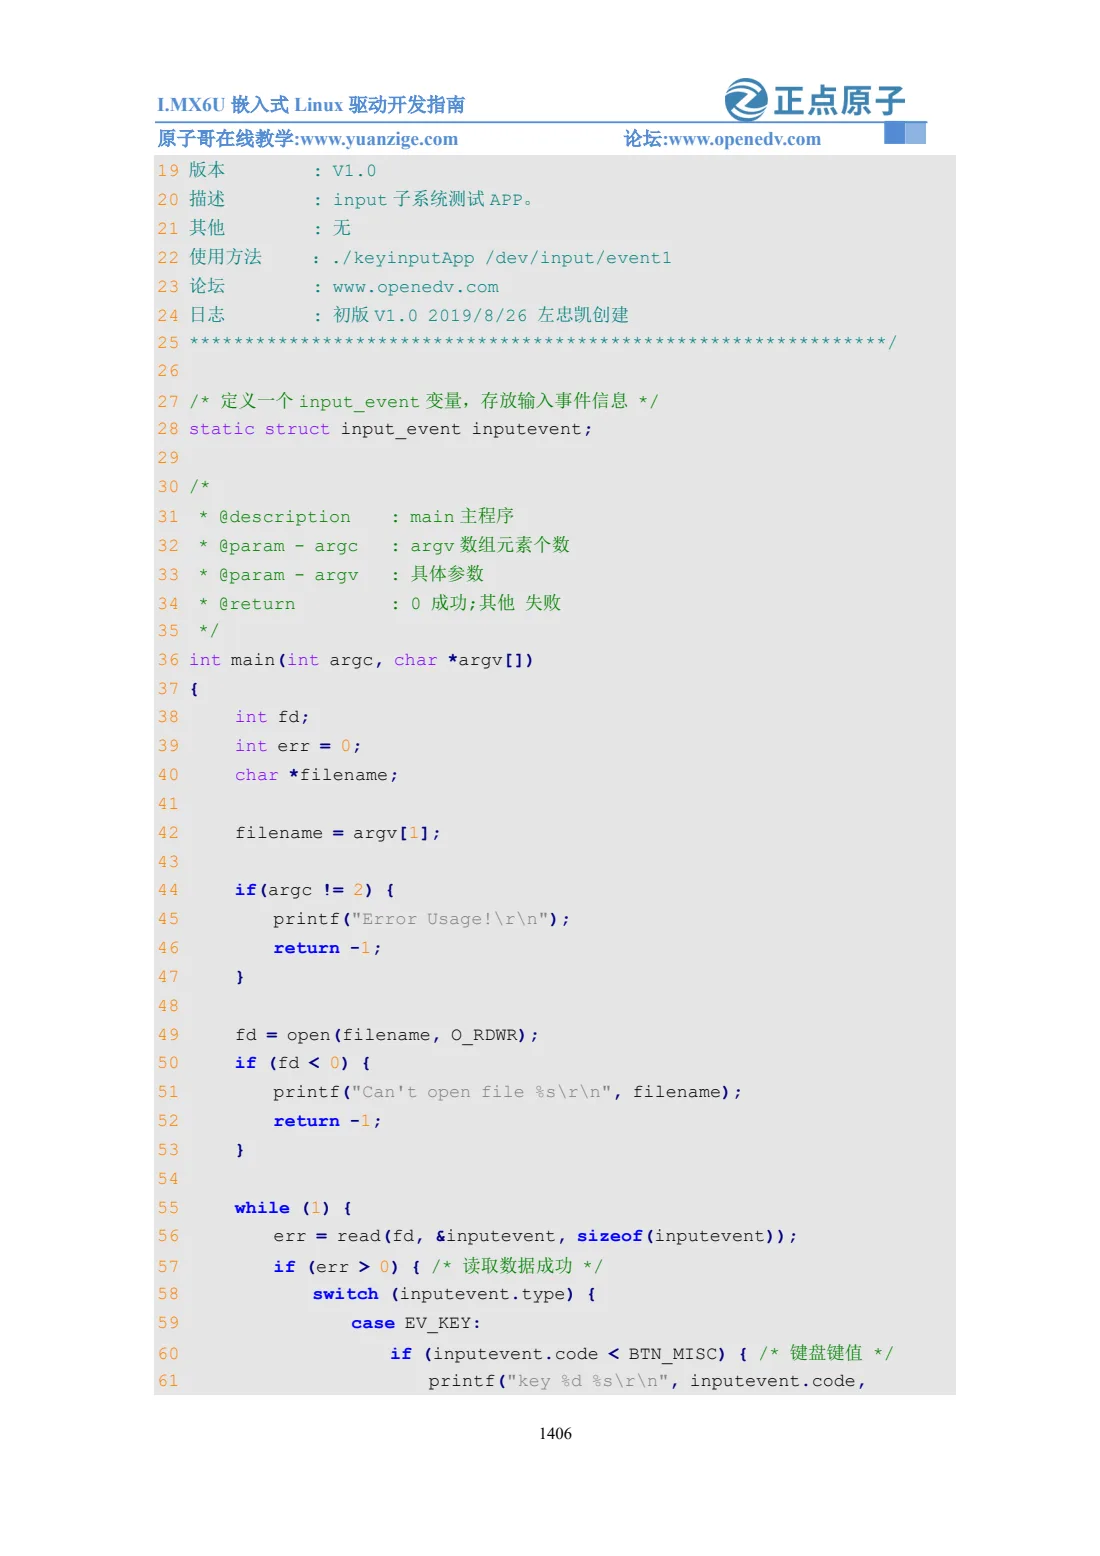 I.MX6U 嵌入式 Linux 驱动开发指南
正点原子
原子哥在线教学:www.yuanzige.com 论坛:www.openedv.com
19 版本 : V1.0
20 描述 : input 子系统测试 APP。
21 其他 : 无
22 使用方法 : ./keyinputApp /dev/input/event1
23 论坛 : www.openedv.com
24 日志 : 初版 V1.0 2019/8/26 左忠凯创建
25 ***************************************************************/
26
27 /* 定义一个 input_event 变量，存放输入事件信息 */
28 static struct input_event inputevent;
29
30 /*
31 * @description : main 主程序
32 * @param - argc : argv 数组元素个数
33 * @param - argv : 具体参数
34 * @return : 0 成功;其他 失败
35 */
36 int main(int argc, char *argv[])
37 {
38 int fd;
39 int err = 0;
40 char *filename;
41
42 filename = argv[1];
43
44 if(argc != 2) {
45 printf("Error Usage!\r\n");
46 return -1;
47 }
48
49 fd = open(filename, O_RDWR);
50 if (fd < 0) {
51 printf("Can't open file %s\r\n", filename);
52 return -1;
53 }
54
55 while (1) {
56 err = read(fd, &inputevent, sizeof(inputevent));
57 if (err > 0) { /* 读取数据成功 */
58 switch (inputevent.type) {
59 case EV_KEY:
60 if (inputevent.code < BTN_MISC) { /* 键盘键值 */
61 printf("key %d %s\r\n", inputevent.code,
1406